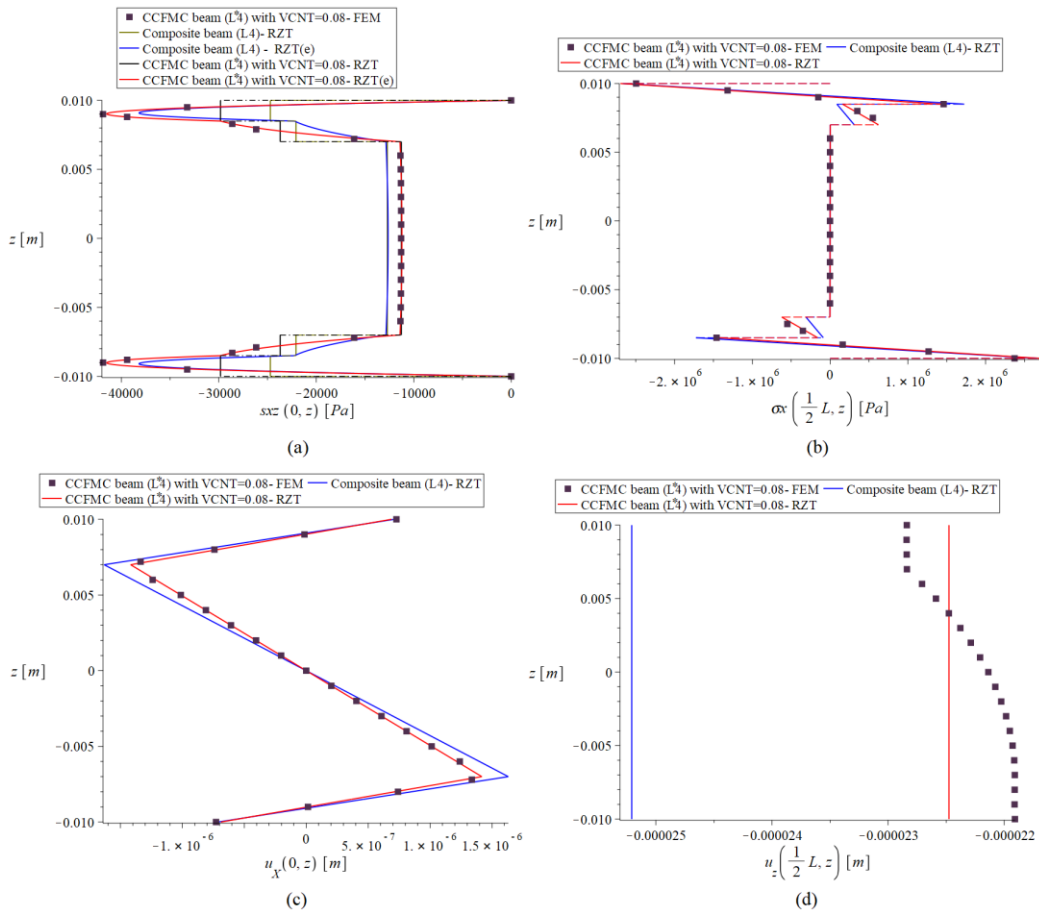 CCFMC beam (L*4) with VCNT=0.08- FEM
Composite beam (L4)- RZT
Composite beam (L4) - RZT(e)
CCFMC beam (L*4) with VCNT=0.08- RZT
CCFMC beam (L*4) with VCNT=0.08- RZT(e)
0.010
0.005
z [m]
0
-0.005
-0.010
-40000 -30000 -20000 -10000 0
sxz (0, z) [Pa]
(a)
CCFMC beam (L*4) with VCNT=0.08- FEM Composite beam (L4)- RZT
CCFMC beam (L*4) with VCNT=0.08- RZT
0.010
0.005
z [m]
0
-0.005
-0.010
-2. × 10^6 -1. × 10^6 0 1. × 10^6 2. × 10^6
σx (1/2 L, z) [Pa]
(b)
CCFMC beam (L*4) with VCNT=0.08- FEM Composite beam (L4)- RZT
CCFMC beam (L*4) with VCNT=0.08- RZT
0.010
0.005
z [m]
0
-0.005
-0.010
-1. × 10^-6 0 5. × 10^-7 1. × 10^-6 1.5 × 10^-6
u_X (0, z) [m]
(c)
CCFMC beam (L*4) with VCNT=0.08- FEM Composite beam (L4)- RZT
CCFMC beam (L*4) with VCNT=0.08- RZT
0.010
0.005
z [m]
0
-0.005
-0.010
-0.000025 -0.000024 -0.000023 -0.000022
u_z (1/2 L, z) [m]
(d)